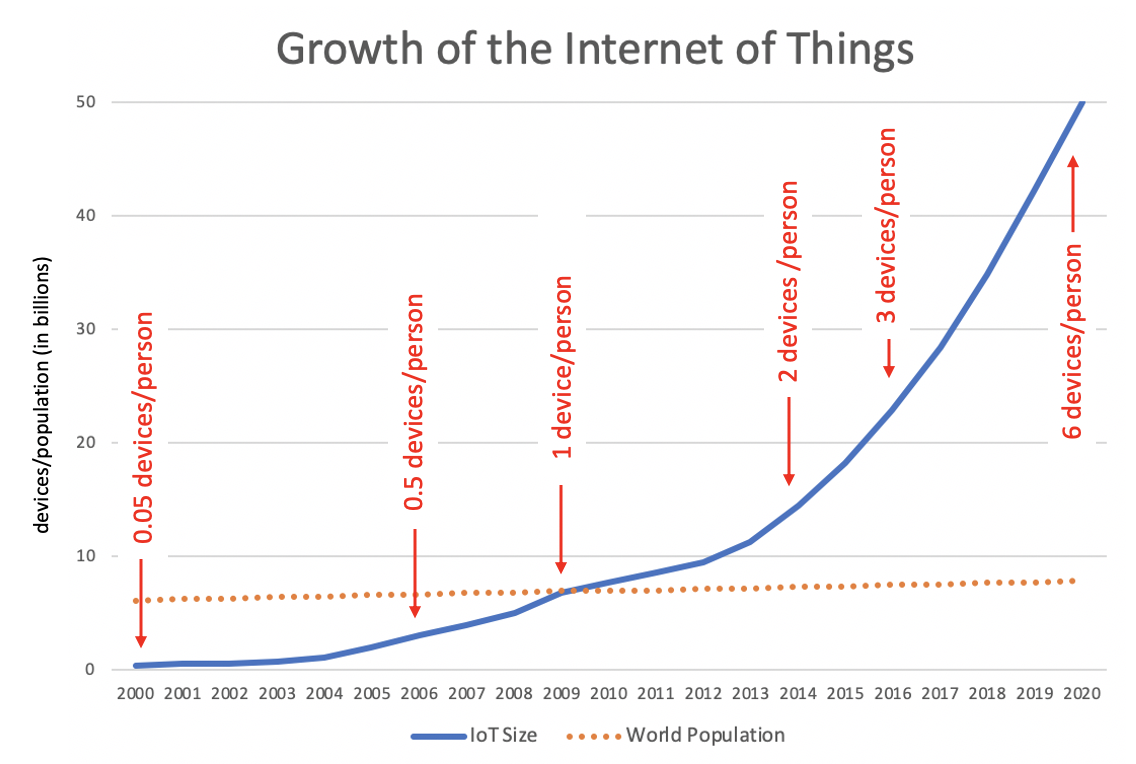 Growth of the Internet of Things
devices/population (in billions)
50
40
30
20
10
0
0.05 devices/person
0.5 devices/person
1 device/person
2 devices /person
3 devices/person
6 devices/person
2000 2001 2002 2003 2004 2005 2006 2007 2008 2009 2010 2011 2012 2013 2014 2015 2016 2017 2018 2019 2020
IoT Size World Population